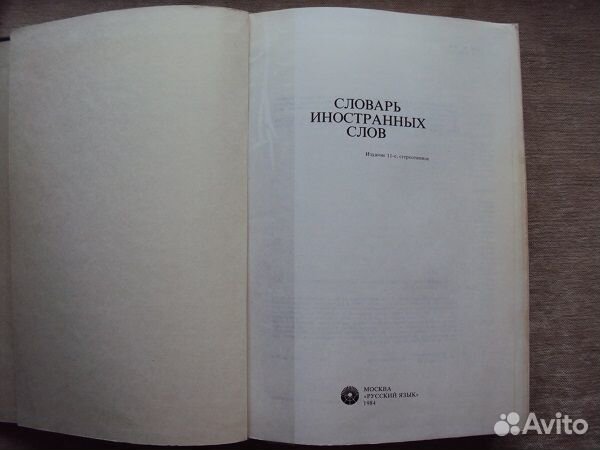 СЛОВАРЬ
ИНОСТРАННЫХ
СЛОВ
Издание 11-е, стереотипное
МОСКВА
«РУССКИЙ ЯЗЫК»
1984
Avito